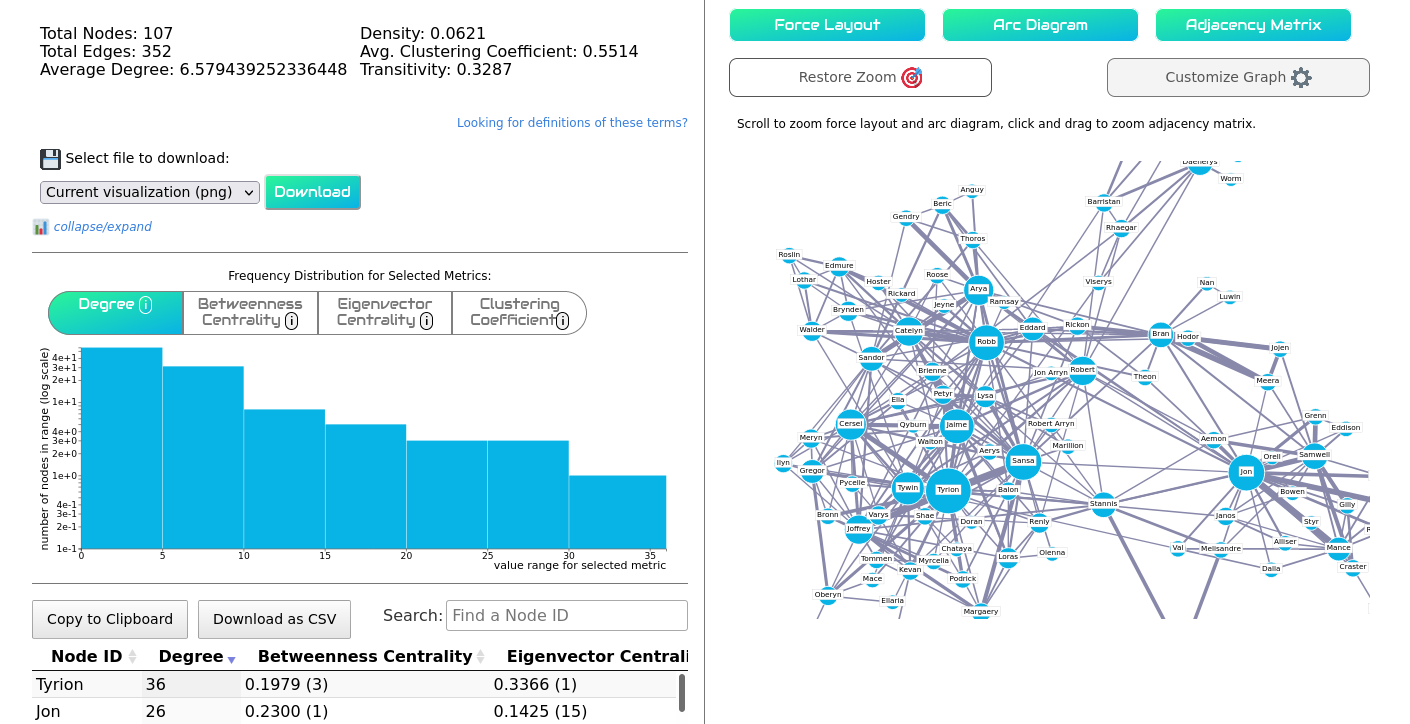 Total Nodes: 107
Total Edges: 352
Average Degree: 6.579439252336448
Density: 0.0621
Avg. Clustering Coefficient: 0.5514
Transitivity: 0.3287
Looking for definitions of these terms?
Select file to download:
Current visualization (png)
Download
collapse/expand
Frequency Distribution for Selected Metrics:
Degree i
Betweenness
Centrality i
Eigenvector
Centrality i
Clustering
Coefficient i
number of nodes in range (log scale)
4e+1
3e+1
2e+1
1e+1
4e+0
3e+0
2e+0
1e+0
4e-1
3e-1
2e-1
1e-1
0 5 10 15 20 25 30 35
value range for selected metric
Copy to Clipboard
Download as CSV
Search:
Find a Node ID
Node ID Degree Betweenness Centrality Eigenvector Centrali
Tyrion 36 0.1979 (3) 0.3366 (1)
Jon 26 0.2300 (1) 0.1425 (15)
Force Layout
Arc Diagram
Adjacency Matrix
Restore Zoom
Customize Graph
Scroll to zoom force layout and arc diagram, click and drag to zoom adjacency matrix.
Daenerys
Worm
Anguy
Beric
Barristan
Gendry
Rhaegar
Thoros
Roslin
Edmure
Lothar
Hoster
Roose
Rickard
Arya
Viserys
Nan
Luwin
Jeyne
Ramsay
Brynden
Walder
Catelyn
Robb
Eddard
Rickon
Bran
Hodor
Jojen
Sandor
Brienne
Jon Arryn
Robert
Theon
Meera
Petyr
Lysa
Elia
Cersei
Qyburn
Jaime
Robert Arryn
Grenn
Eddison
Meryn
Walton
Aerys
Marillion
Aemon
Orell
Samwell
Ilyn
Gregor
Sansa
Jon
Pycelle
Tywin
Tyrion
Balon
Bowen
Stannis
Gilly
Bronn
Varys
Shae
Doran
Renly
Janos
Styr
Joffrey
Chataya
Loras
Olenna
Val
Melisandre
Alliser
Mance
Tommen
Myrcella
Kevan
Podrick
Dalla
Craster
Mace
Oberyn
Ellaria
Margaery